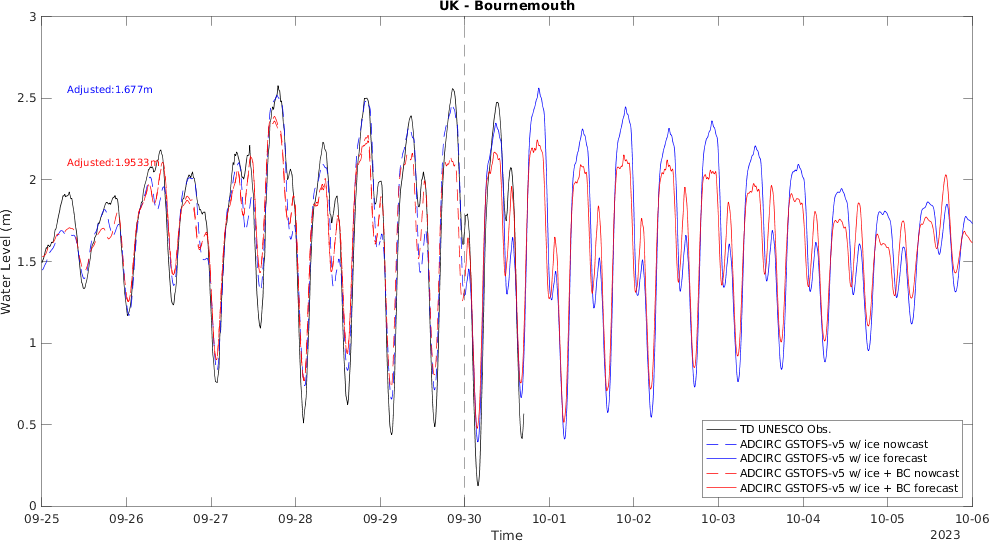 UK - Bournemouth
3
2.5
2
1.5
1
0.5
0
Water Level (m)
Adjusted:1.677m
Adjusted:1.9533m
TD UNESCO Obs.
ADCIRC GSTOFS-v5 w/ ice nowcast
ADCIRC GSTOFS-v5 w/ ice forecast
ADCIRC GSTOFS-v5 w/ ice + BC nowcast
ADCIRC GSTOFS-v5 w/ ice + BC forecast
09-25 09-26 09-27 09-28 09-29 09-30 10-01 10-02 10-03 10-04 10-05 10-06
Time
2023